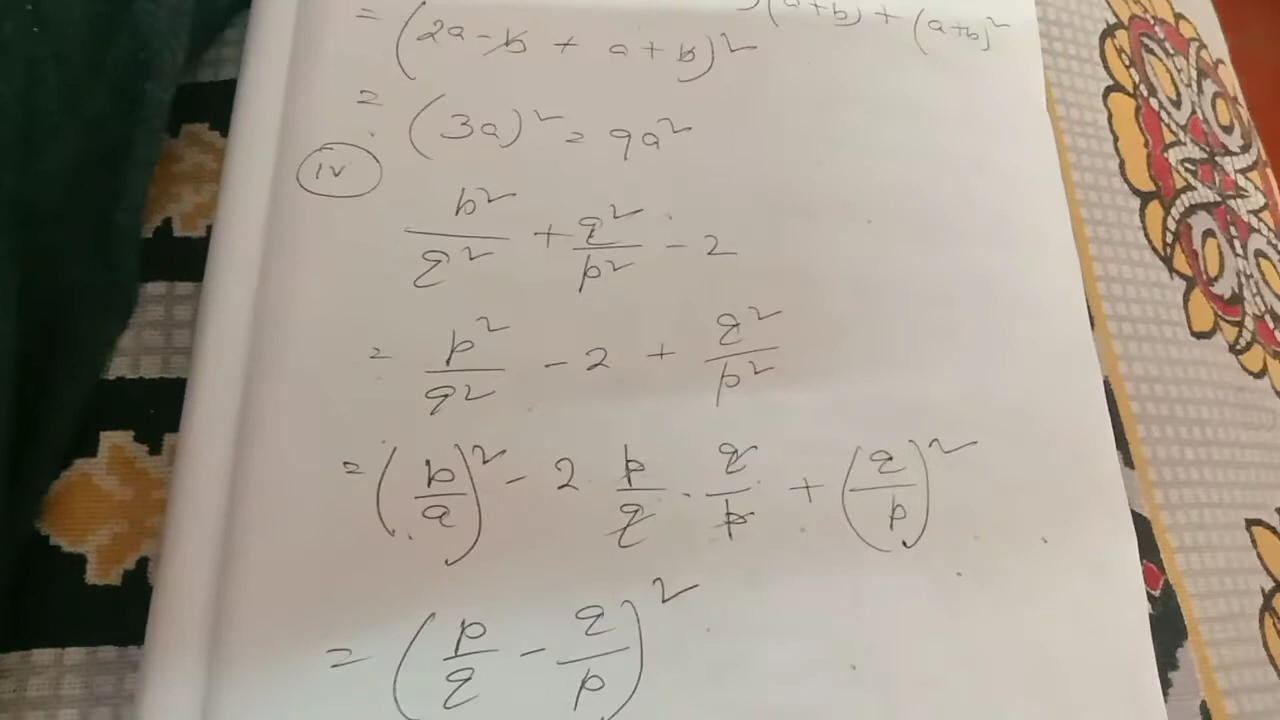 (a+b) + (a+b)²
= (2a-b + a+b)²
= (3a)² = 9a²
(iv)
p²/q² + q²/p² - 2
= p²/q² - 2 + q²/p²
= (p/q)² - 2 p/q . q/p + (q/p)²
= (p/q - q/p)²